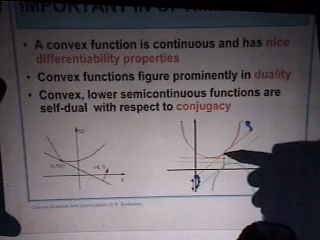 IMPORTANT IN
• A convex function is continuous and has nice
differentiability properties
• Convex functions figure prominently in duality
• Convex, lower semicontinuous functions are
self-dual with respect to conjugacy